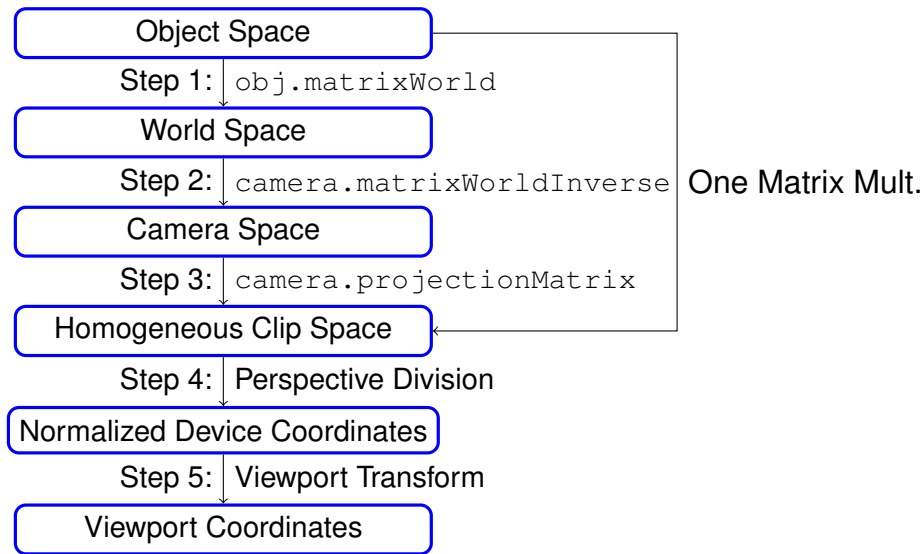 Object Space
Step 1: obj.matrixWorld
World Space
Step 2: camera.matrixWorldInverse One Matrix Mult.
Camera Space
Step 3: camera.projectionMatrix
Homogeneous Clip Space
Step 4: Perspective Division
Normalized Device Coordinates
Step 5: Viewport Transform
Viewport Coordinates